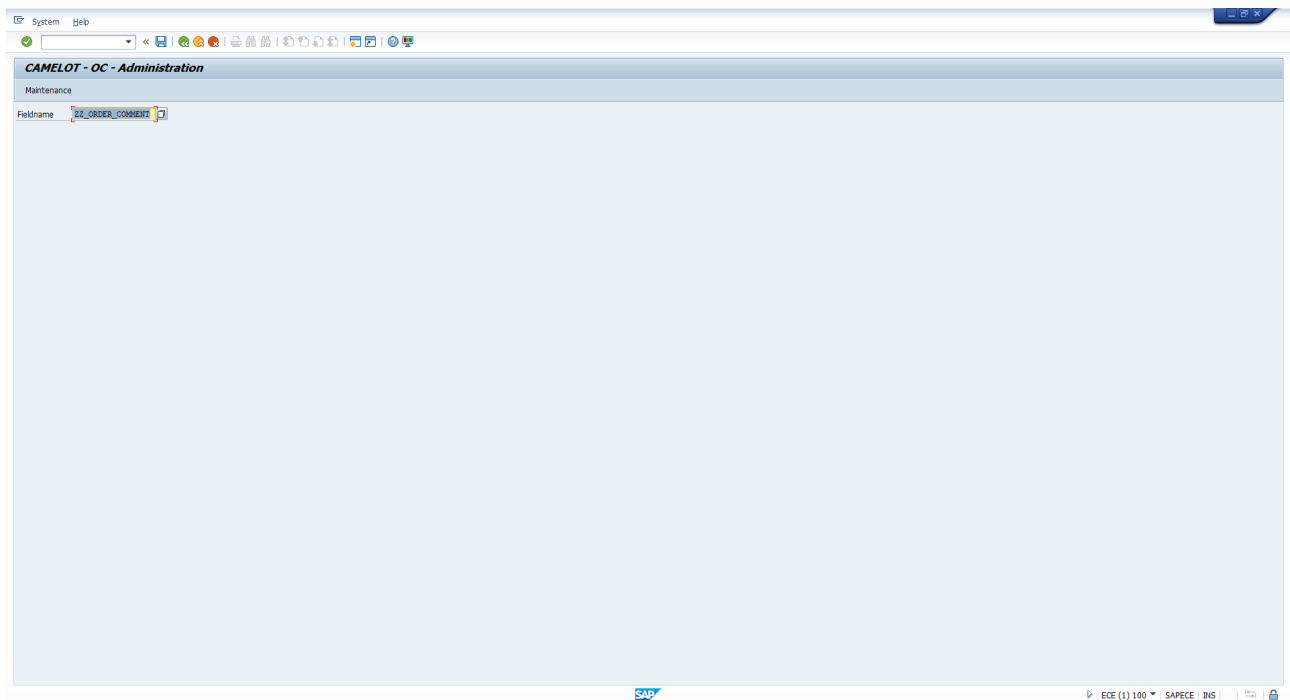 System Help
CAMELOT - OC - Administration
Maintenance
Fieldname ZZ_ORDER_COMMENT
SAP
ECE (1) 100 SAPECE INS